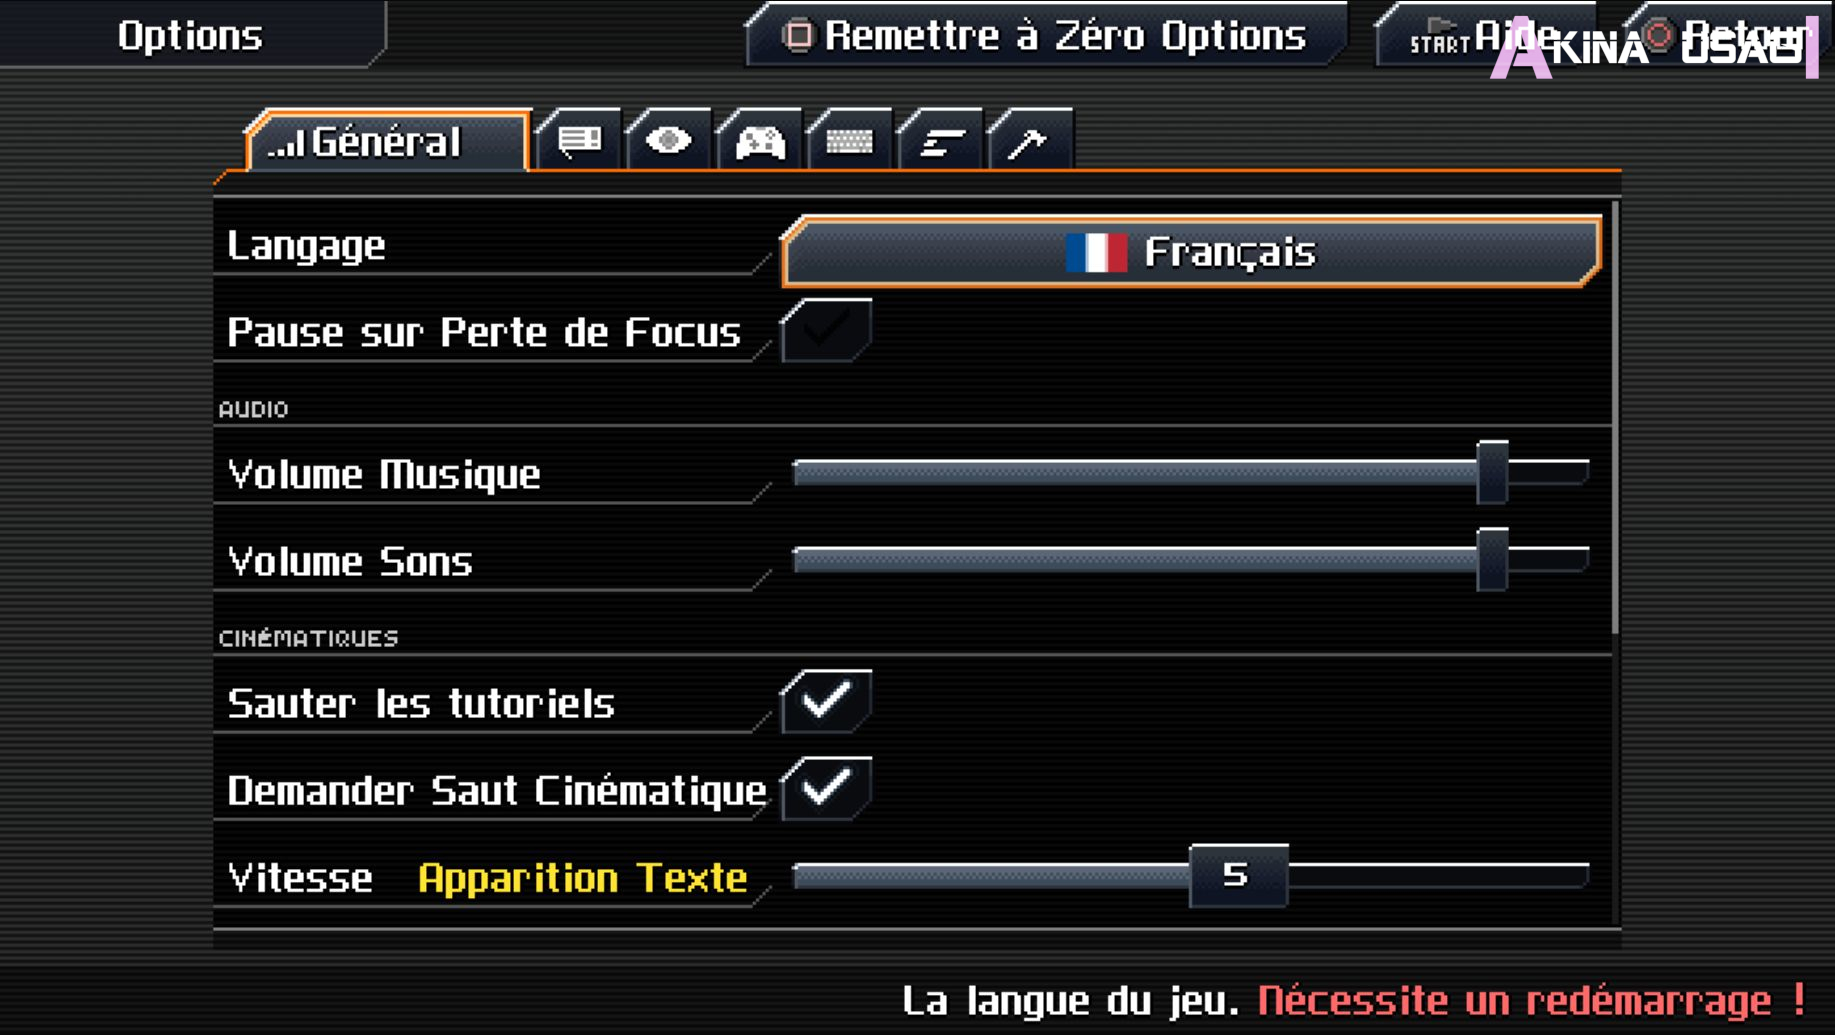 Options
Remettre à Zéro Options
START Aide
Retour
AKINA USAGI
Général
Langage
Français
Pause sur Perte de Focus
AUDIO
Volume Musique
Volume Sons
CINÉMATIQUES
Sauter les tutoriels
Demander Saut Cinématique
Vitesse Apparition Texte
5
La langue du jeu. Nécessite un redémarrage !